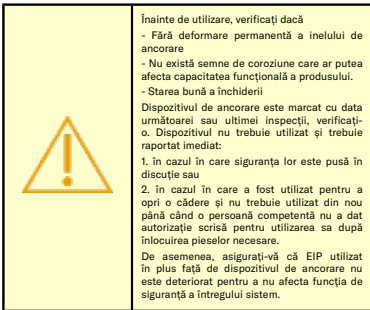 Înainte de utilizare, verificați dacă
- Fără deformare permanentă a inelului de
ancorare
- Nu există semne de coroziune care ar putea
afecta capacitatea funcțională a produsului.
- Starea bună a închiderii
Dispozitivul de ancorare este marcat cu data
următoarei sau ultimei inspecții, verificați-
o. Dispozitivul nu trebuie utilizat și trebuie
raportat imediat:
1. în cazul în care siguranța lor este pusă în
discuție sau
2. în cazul în care a fost utilizat pentru a
opri o cădere și nu trebuie utilizat din nou
până când o persoană competentă nu a dat
autorizație scrisă pentru utilizarea sa după
înlocuirea pieselor necesare.
De asemenea, asigurați-vă că EIP utilizat
în plus față de dispozitivul de ancorare nu
este deteriorat pentru a nu afecta funcția de
siguranță a întregului sistem.